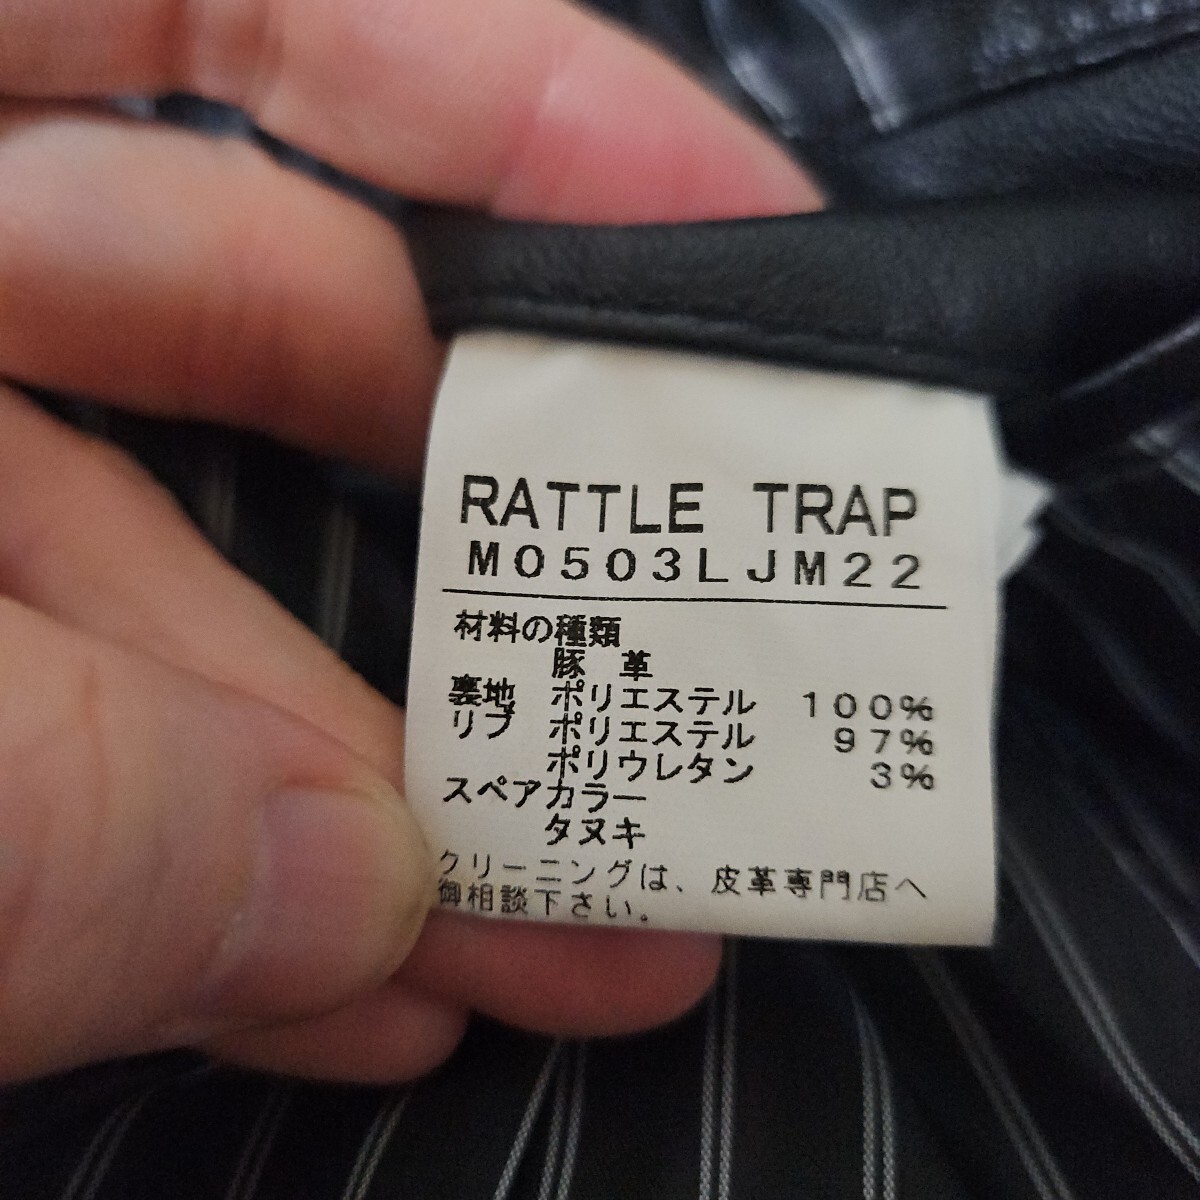 RATTLE TRAP
M0503LJM22
材料の種類
豚 革
裏地 ポリエステル 100%
リブ ポリエステル 97%
ポリウレタン 3%
スペアカラー
タヌキ
クリーニングは、皮革専門店へ
御相談下さい。